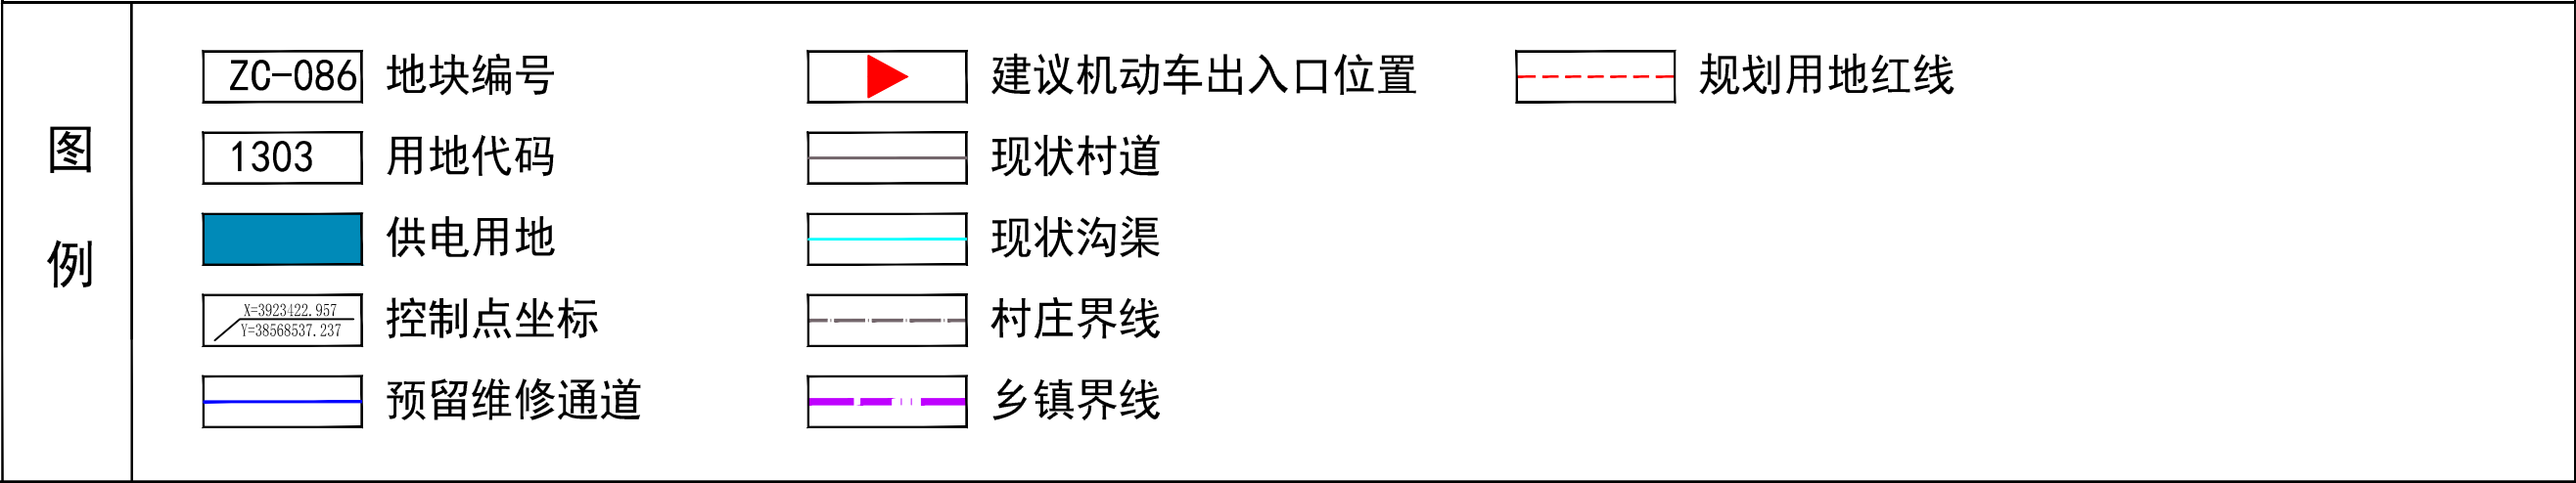 图例
ZC-086 地块编号
1303 用地代码
供电用地
X=3923422.957
Y=38568537.237
控制点坐标
预留维修通道
建议机动车出入口位置
现状村道
现状沟渠
村庄界线
乡镇界线
规划用地红线